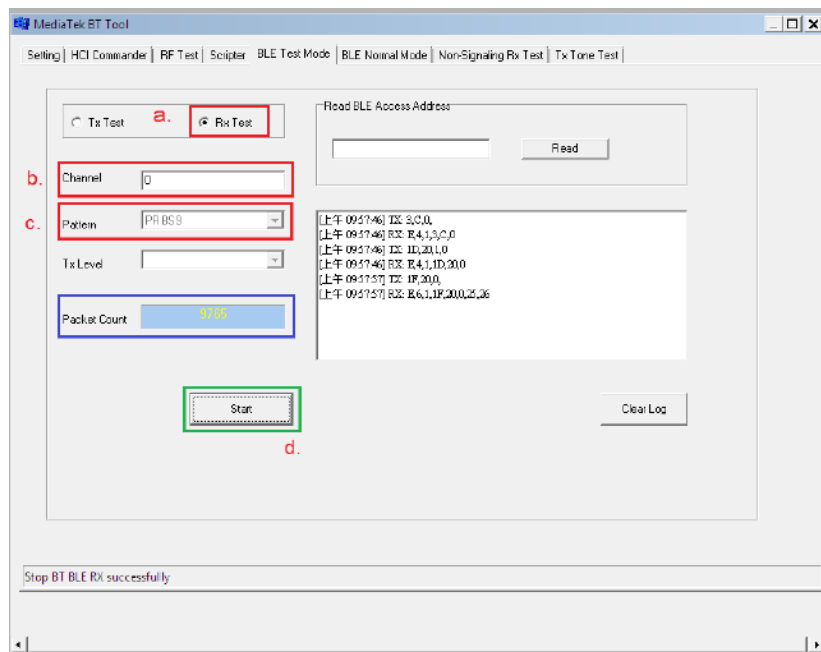 MediaTek BT Tool
Setting HCI Commander RF Test Scripter BLE Test Mode BLE Normal Mode Non-Signaling Rx Test Tx Tone Test
Tx Test
a.
Rx Test
Read BLE Access Address
Read
b.
Channel
0
c.
Pattern
PRBS9
Tx Level
Packet Count
9765
[上午 09:57:46] TX: 3,C,0,
[上午 09:57:46] RX: E,4,1,3,C,0
[上午 09:57:46] TX: 1D,20,1,0
[上午 09:57:46] RX: E,4,1,1D,20,0
[上午 09:57:57] TX: 1F,20,0,
[上午 09:57:57] RX: E,6,1,1F,20,0,25,26
Start
d.
Clear Log
Stop BT BLE RX successfully